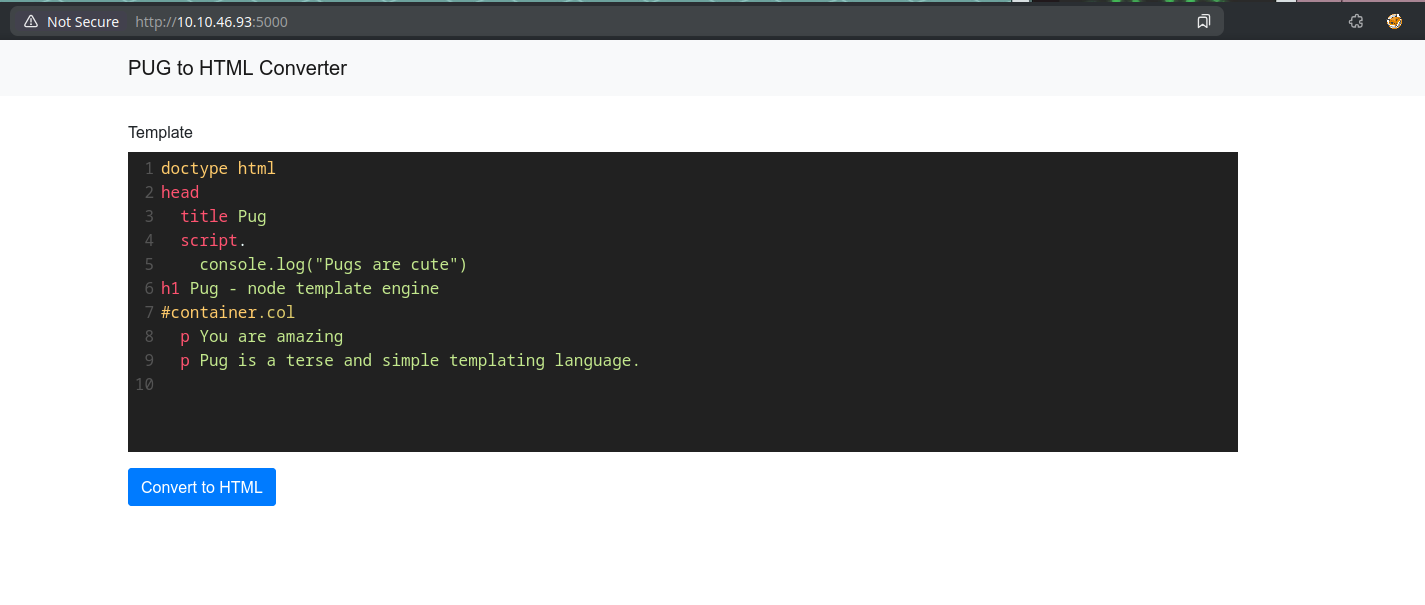 Not Secure http://10.10.46.93:5000
PUG to HTML Converter
Template
1 doctype html
2 head
3 title Pug
4 script.
5 console.log("Pugs are cute")
6 h1 Pug - node template engine
7 #container.col
8 p You are amazing
9 p Pug is a terse and simple templating language.
10
Convert to HTML